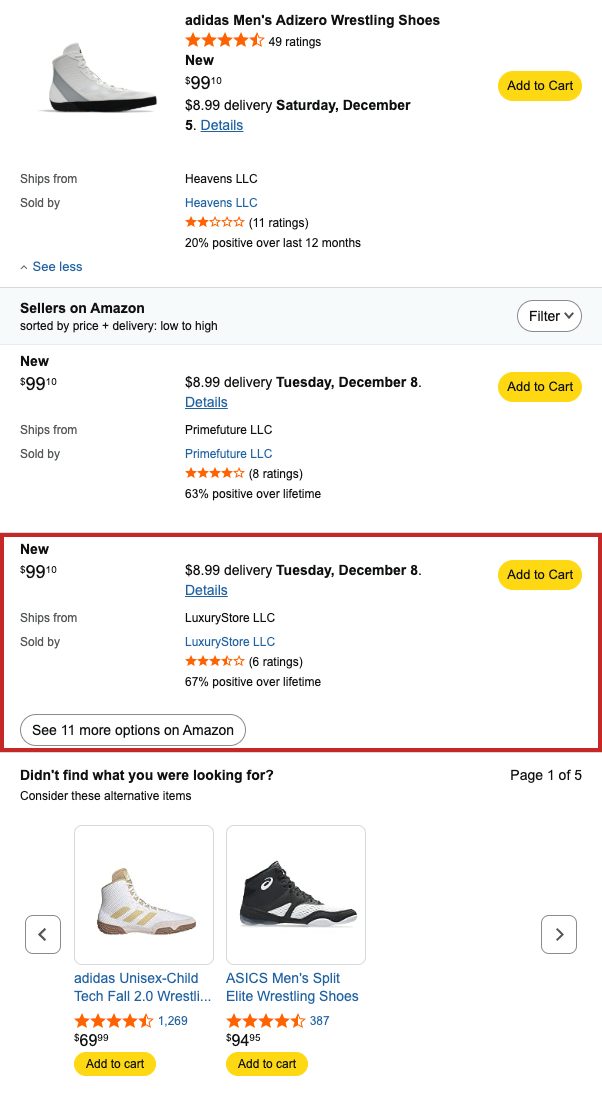 adidas Men's Adizero Wrestling Shoes
49 ratings
New
$9910
$8.99 delivery Saturday, December
5. Details
Add to Cart
Ships from
Heavens LLC
Sold by
Heavens LLC
(11 ratings)
20% positive over last 12 months
See less
Sellers on Amazon
sorted by price + delivery: low to high
Filter
New
$9910
$8.99 delivery Tuesday, December 8.
Details
Add to Cart
Ships from
Primefuture LLC
Sold by
Primefuture LLC
(8 ratings)
63% positive over lifetime
New
$9910
$8.99 delivery Tuesday, December 8.
Details
Add to Cart
Ships from
LuxuryStore LLC
Sold by
LuxuryStore LLC
(6 ratings)
67% positive over lifetime
See 11 more options on Amazon
Didn't find what you were looking for?
Page 1 of 5
Consider these alternative items
adidas Unisex-Child
Tech Fall 2.0 Wrestli...
1,269
$6999
Add to cart
ASICS Men's Split
Elite Wrestling Shoes
387
$9495
Add to cart